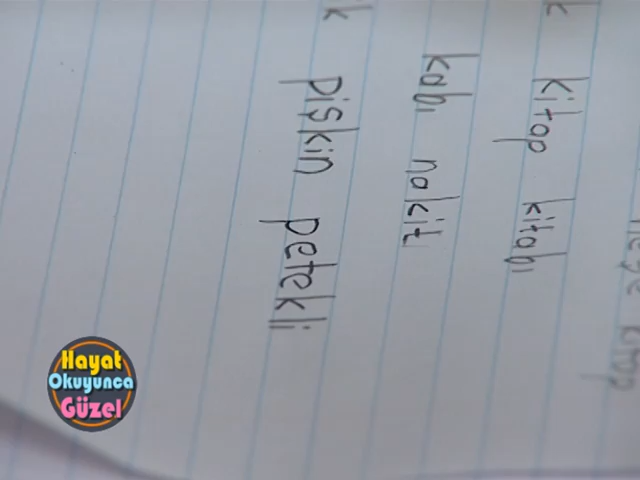 kitap kitabı
kabı nakit
pişkin petekli
Hayat
Okuyunca
Güzel